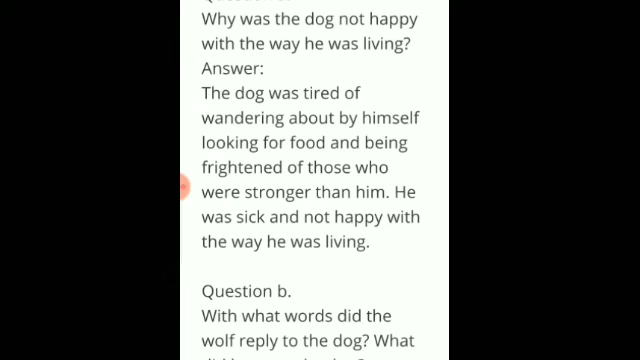 Why was the dog not happy
with the way he was living?
Answer:
The dog was tired of
wandering about by himself
looking for food and being
frightened of those who
were stronger than him. He
was sick and not happy with
the way he was living.
Question b.
With what words did the
wolf reply to the dog? What